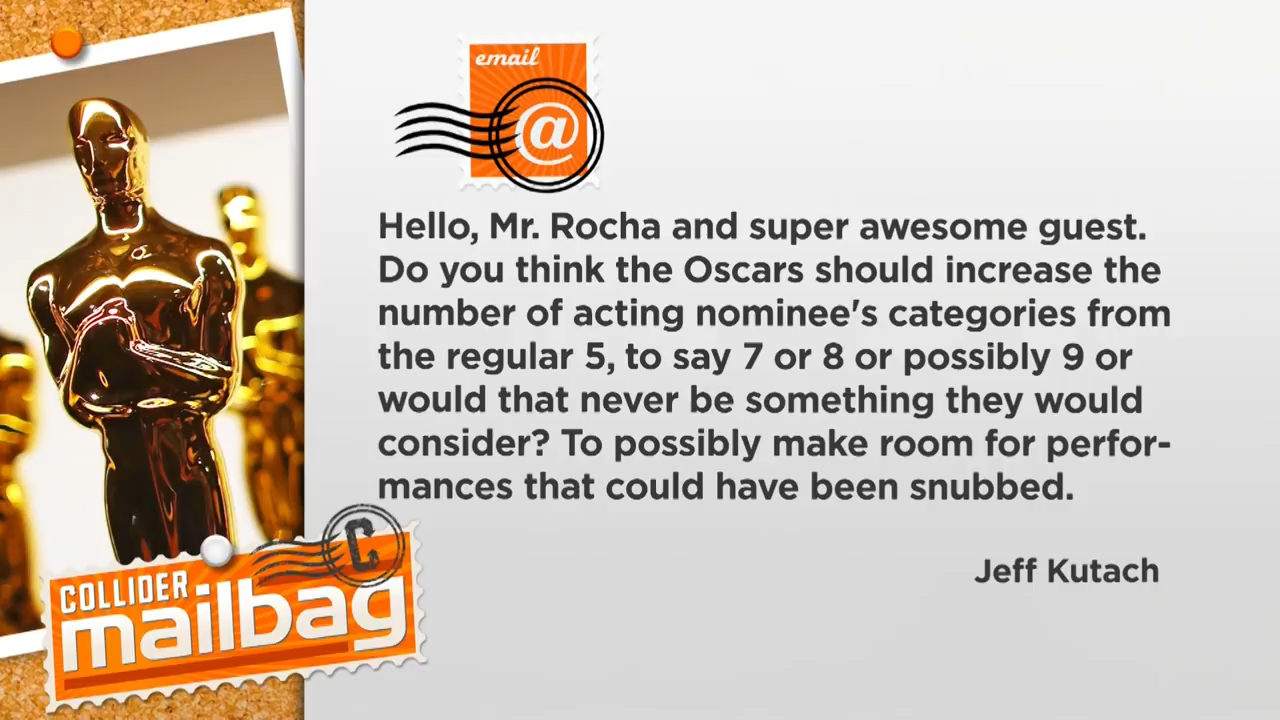 email
@
Hello, Mr. Rocha and super awesome guest.
Do you think the Oscars should increase the
number of acting nominee's categories from
the regular 5, to say 7 or 8 or possibly 9 or
would that never be something they would
consider? To possibly make room for perfor-
mances that could have been snubbed.
Jeff Kutach
C
COLLIDER
mailbag